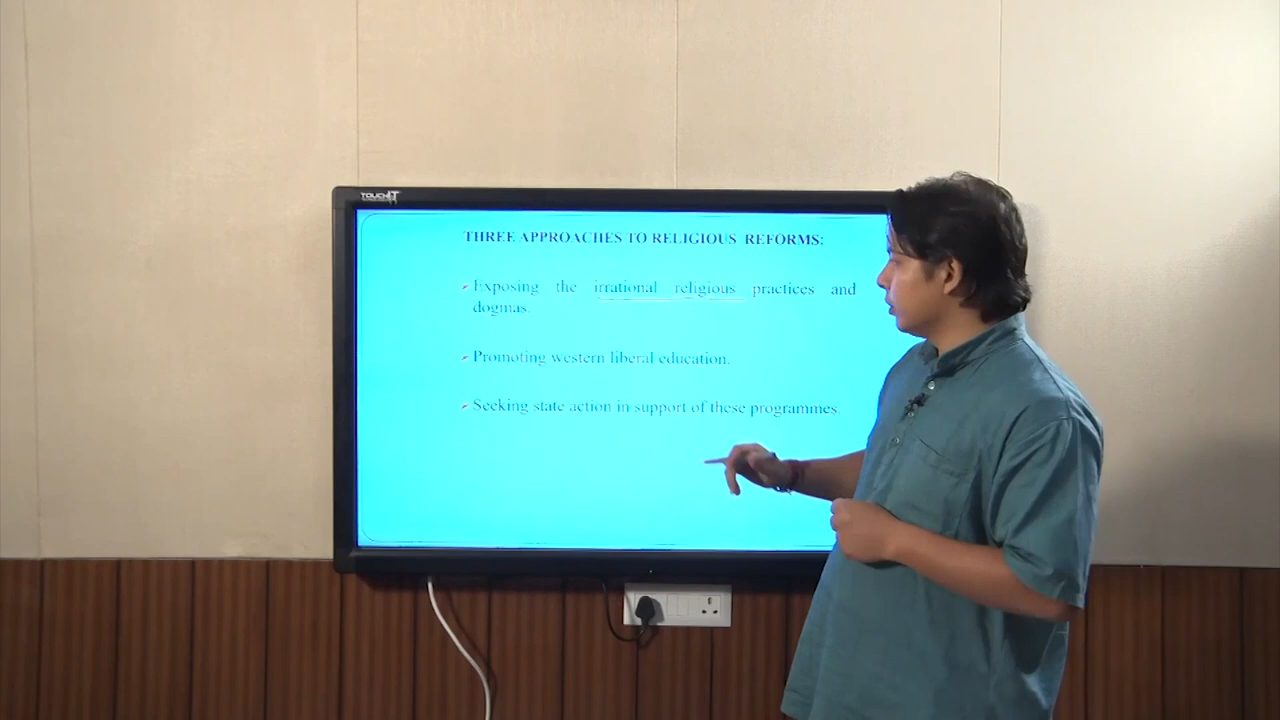 TOUCHIT
THREE APPROACHES TO RELIGIOUS REFORMS:
Exposing the irrational religious practices and
dogmas.
Promoting western liberal education.
Seeking state action in support of these programmes.